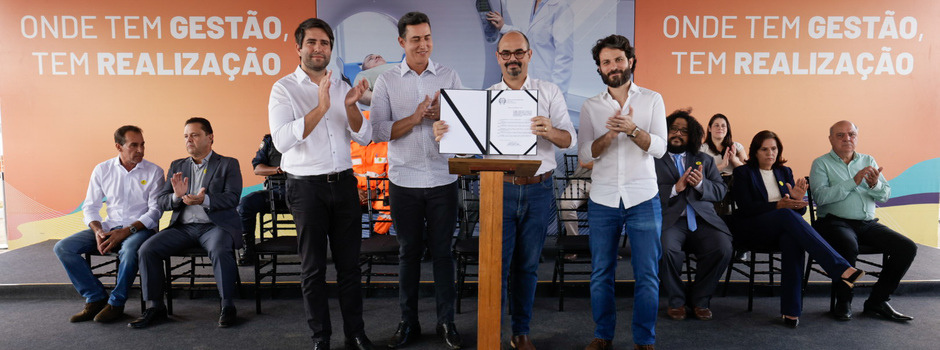 ONDE TEM GESTÃO,
TEM REALIZAÇÃO
ONDE TEM GESTÃO,
TEM REALIZAÇÃO